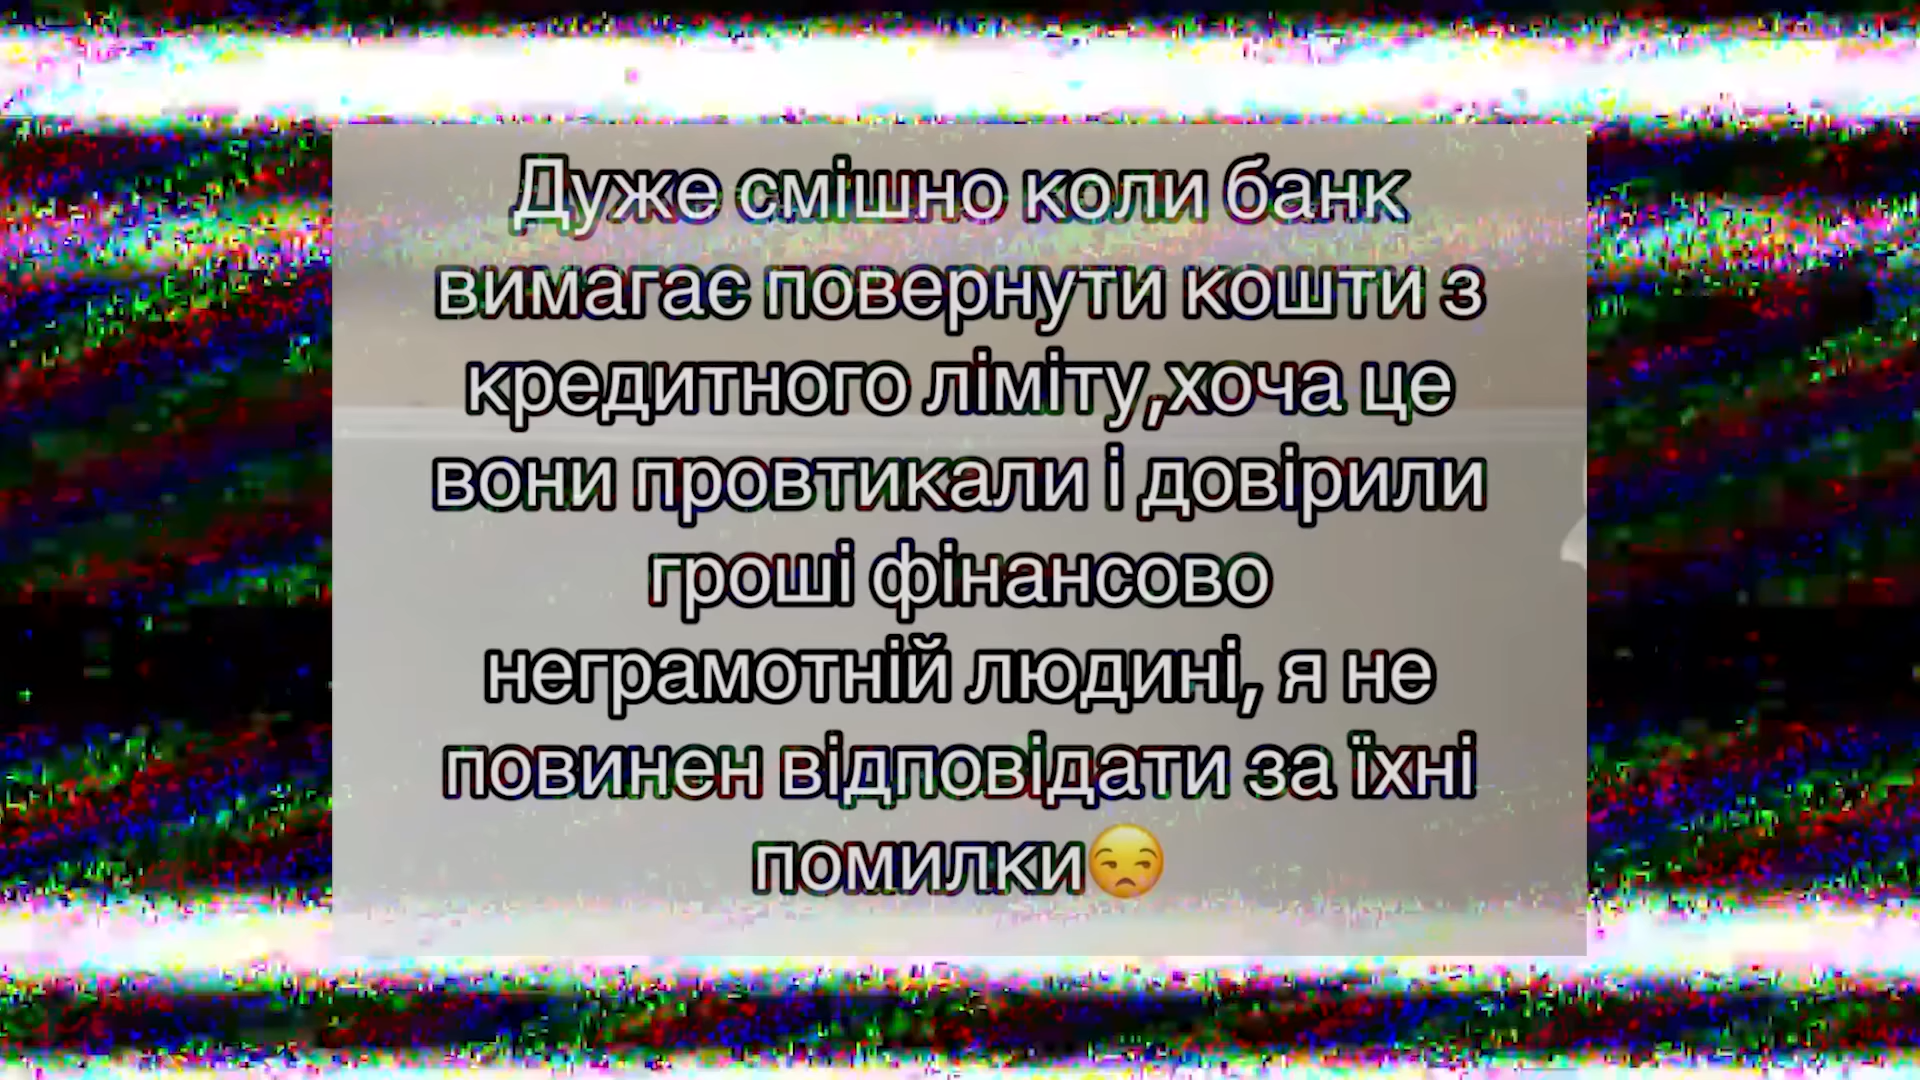 Дуже смішно коли банк
вимагає повернути кошти з
кредитного ліміту,хоча це
вони провтикали і довірили
гроші фінансово
неграмотній людині, я не
повинен відповідати за їхні
помилки😒